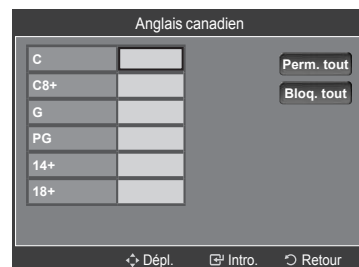 Anglais canadien
C
Perm. tout
C8+
Bloq. tout
G
PG
14+
18+
Dépl. Intro. Retour